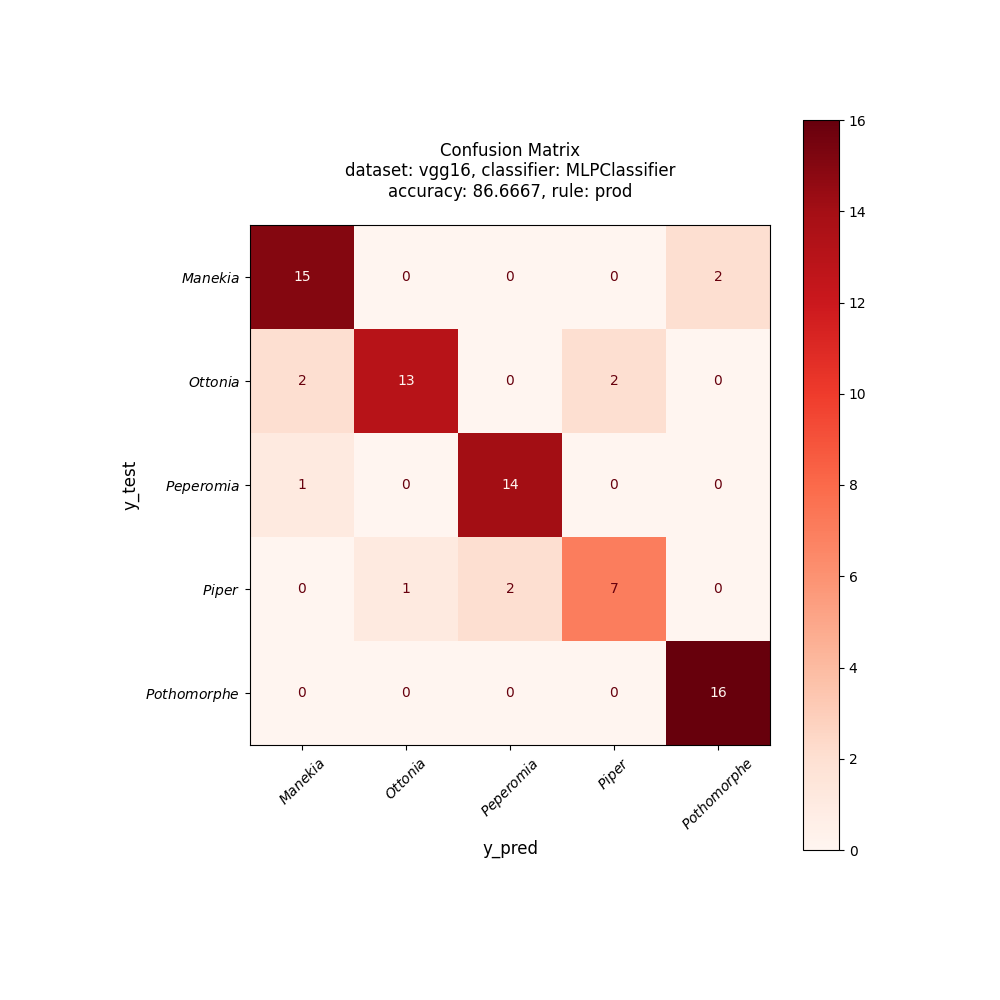 Confusion Matrix
dataset: vgg16, classifier: MLPClassifier
accuracy: 86.6667, rule: prod
y_test
Manekia 15 0 0 0 2
Ottonia 2 13 0 2 0
Peperomia 1 0 14 0 0
Piper 0 1 2 7 0
Pothomorphe 0 0 0 0 16
Manekia Ottonia Peperomia Piper Pothomorphe
y_pred
16
14
12
10
8
6
4
2
0